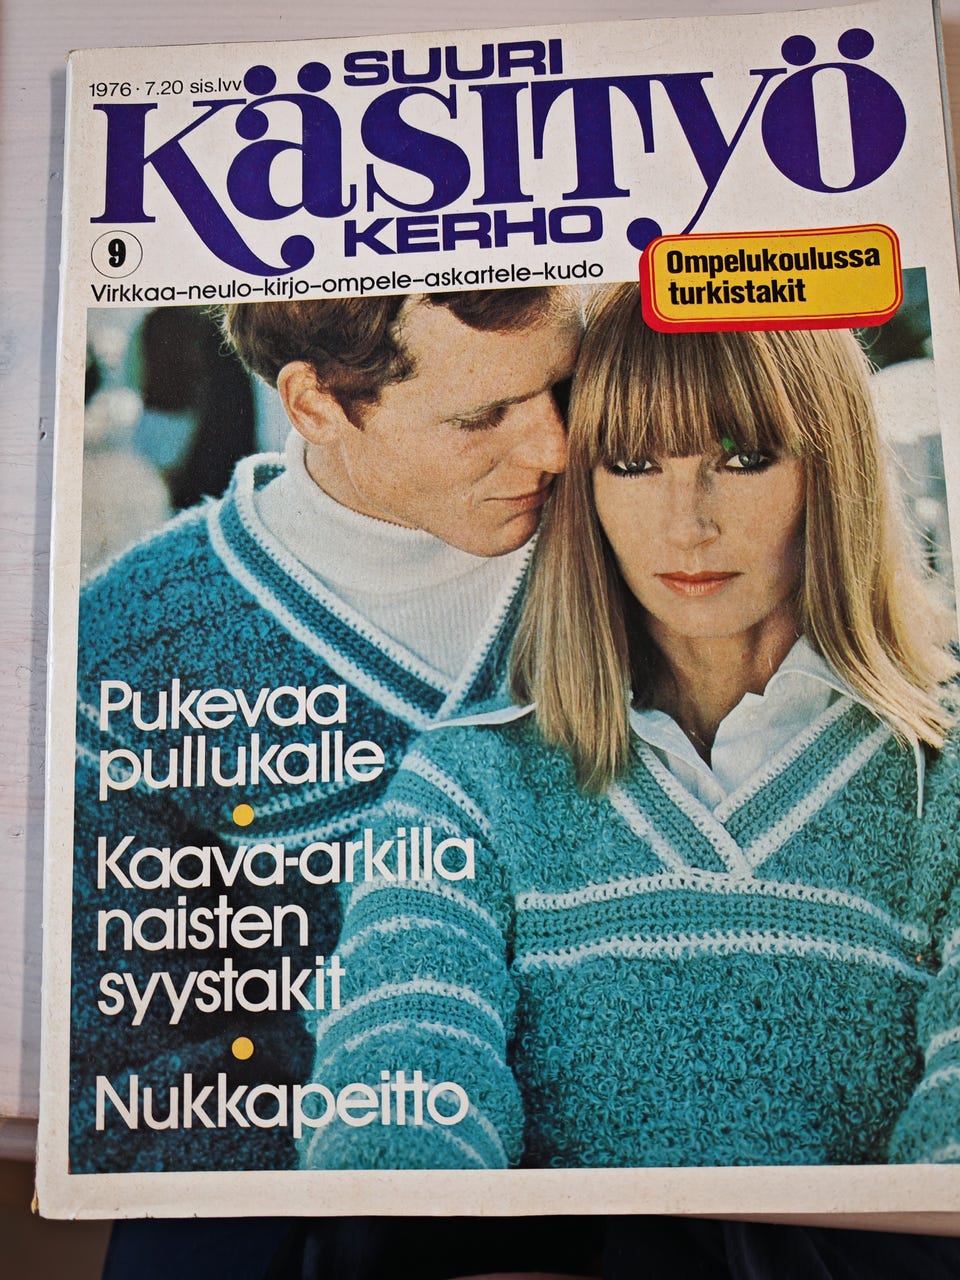 1976 · 7.20 sis.lvv
SUURI
Käsityö
KERHO
9
Virkkaa–neulo–kirjo–ompele–askartele–kudo
Ompelukoulussa
turkistakit
Pukevaa
pullukalle
Kaava-arkilla
naisten
syystakit
Nukkapeitto